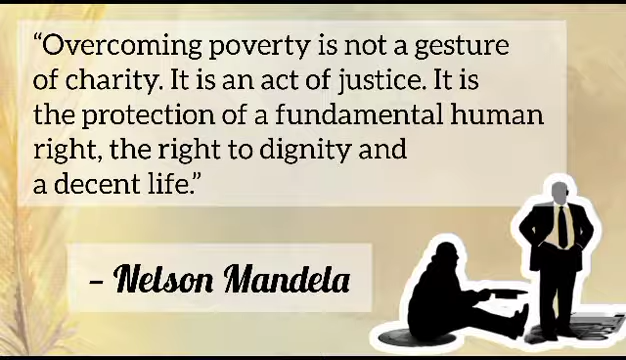 “Overcoming poverty is not a gesture
of charity. It is an act of justice. It is
the protection of a fundamental human
right, the right to dignity and
a decent life.”
– Nelson Mandela